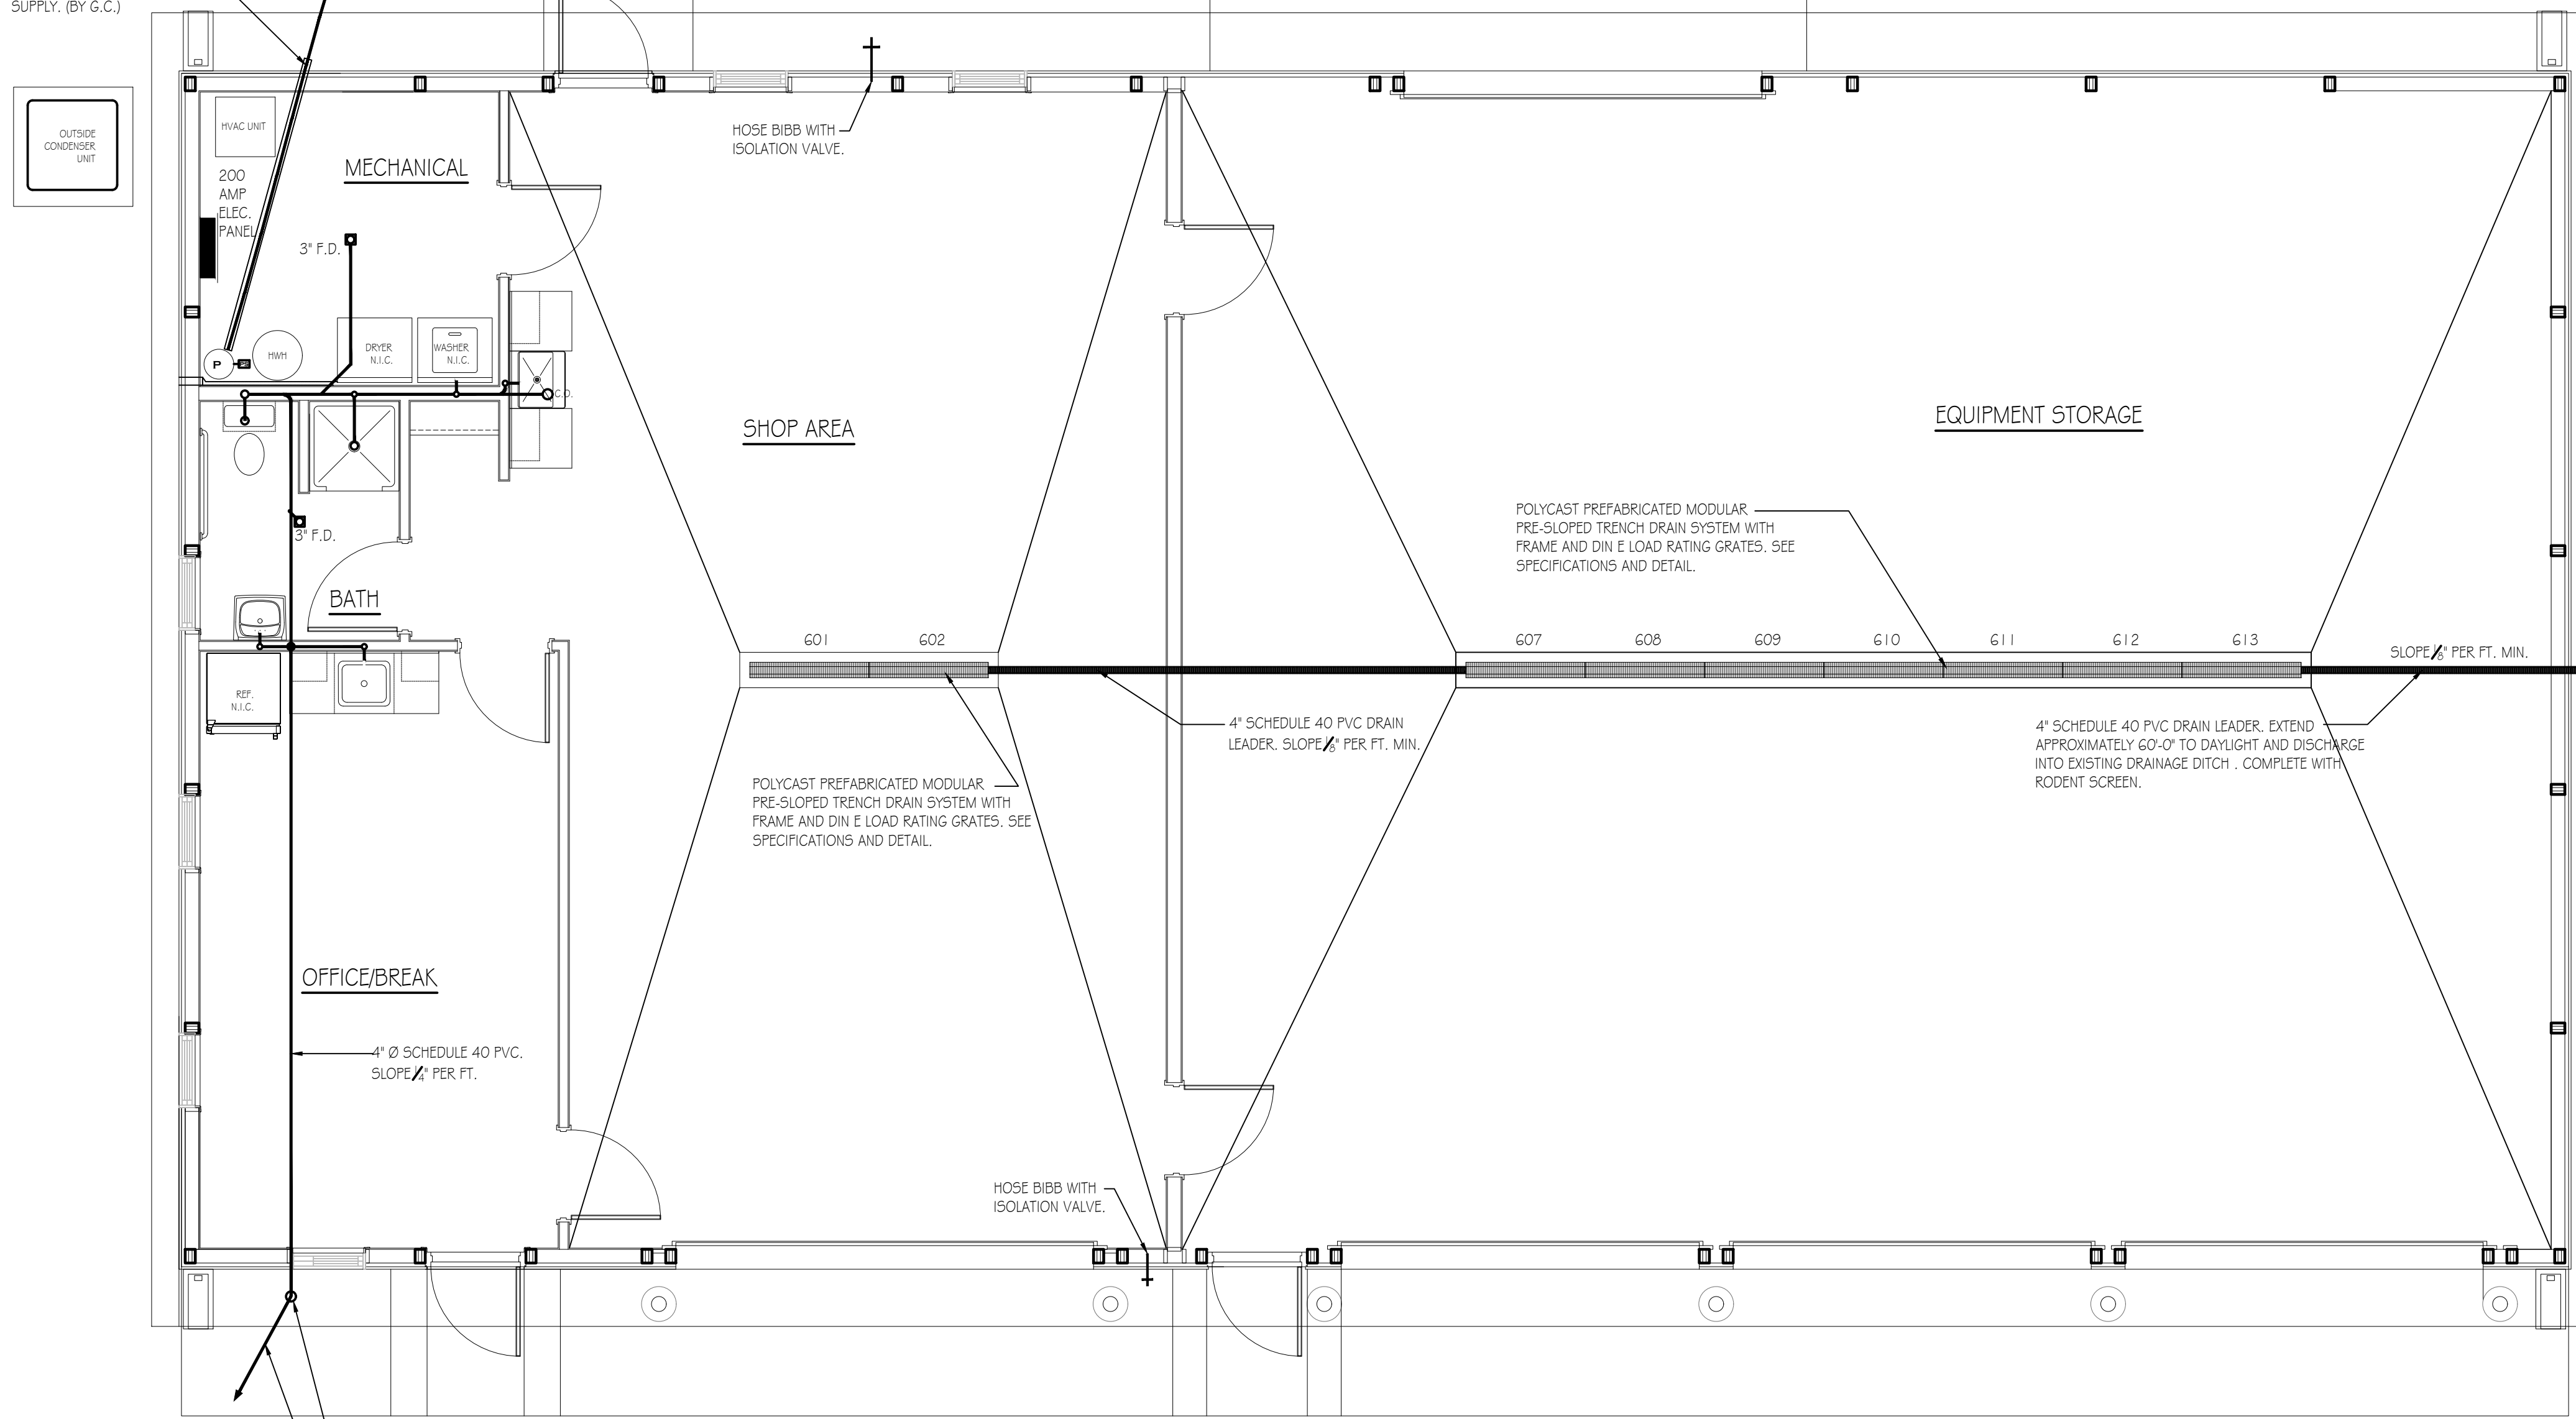 SUPPLY. (BY G.C.)
OUTSIDE
CONDENSER
UNIT
HVAC UNIT
200
AMP
ELEC.
PANEL
MECHANICAL
3" F.D.
P
HWH
DRYER
N.I.C.
WASHER
N.I.C.
C.O.
HOSE BIBB WITH
ISOLATION VALVE.
SHOP AREA
EQUIPMENT STORAGE
3" F.D.
BATH
REF.
N.I.C.
POLYCAST PREFABRICATED MODULAR
PRE-SLOPED TRENCH DRAIN SYSTEM WITH
FRAME AND DIN E LOAD RATING GRATES. SEE
SPECIFICATIONS AND DETAIL.
601
602
607
608
609
610
611
612
613
SLOPE 1/8" PER FT. MIN.
4" SCHEDULE 40 PVC DRAIN
LEADER. SLOPE 1/8" PER FT. MIN.
4" SCHEDULE 40 PVC DRAIN LEADER. EXTEND
APPROXIMATELY 60'-0" TO DAYLIGHT AND DISCHARGE
INTO EXISTING DRAINAGE DITCH . COMPLETE WITH
RODENT SCREEN.
POLYCAST PREFABRICATED MODULAR
PRE-SLOPED TRENCH DRAIN SYSTEM WITH
FRAME AND DIN E LOAD RATING GRATES. SEE
SPECIFICATIONS AND DETAIL.
OFFICE/BREAK
4" Ø SCHEDULE 40 PVC.
SLOPE 1/4" PER FT.
HOSE BIBB WITH
ISOLATION VALVE.